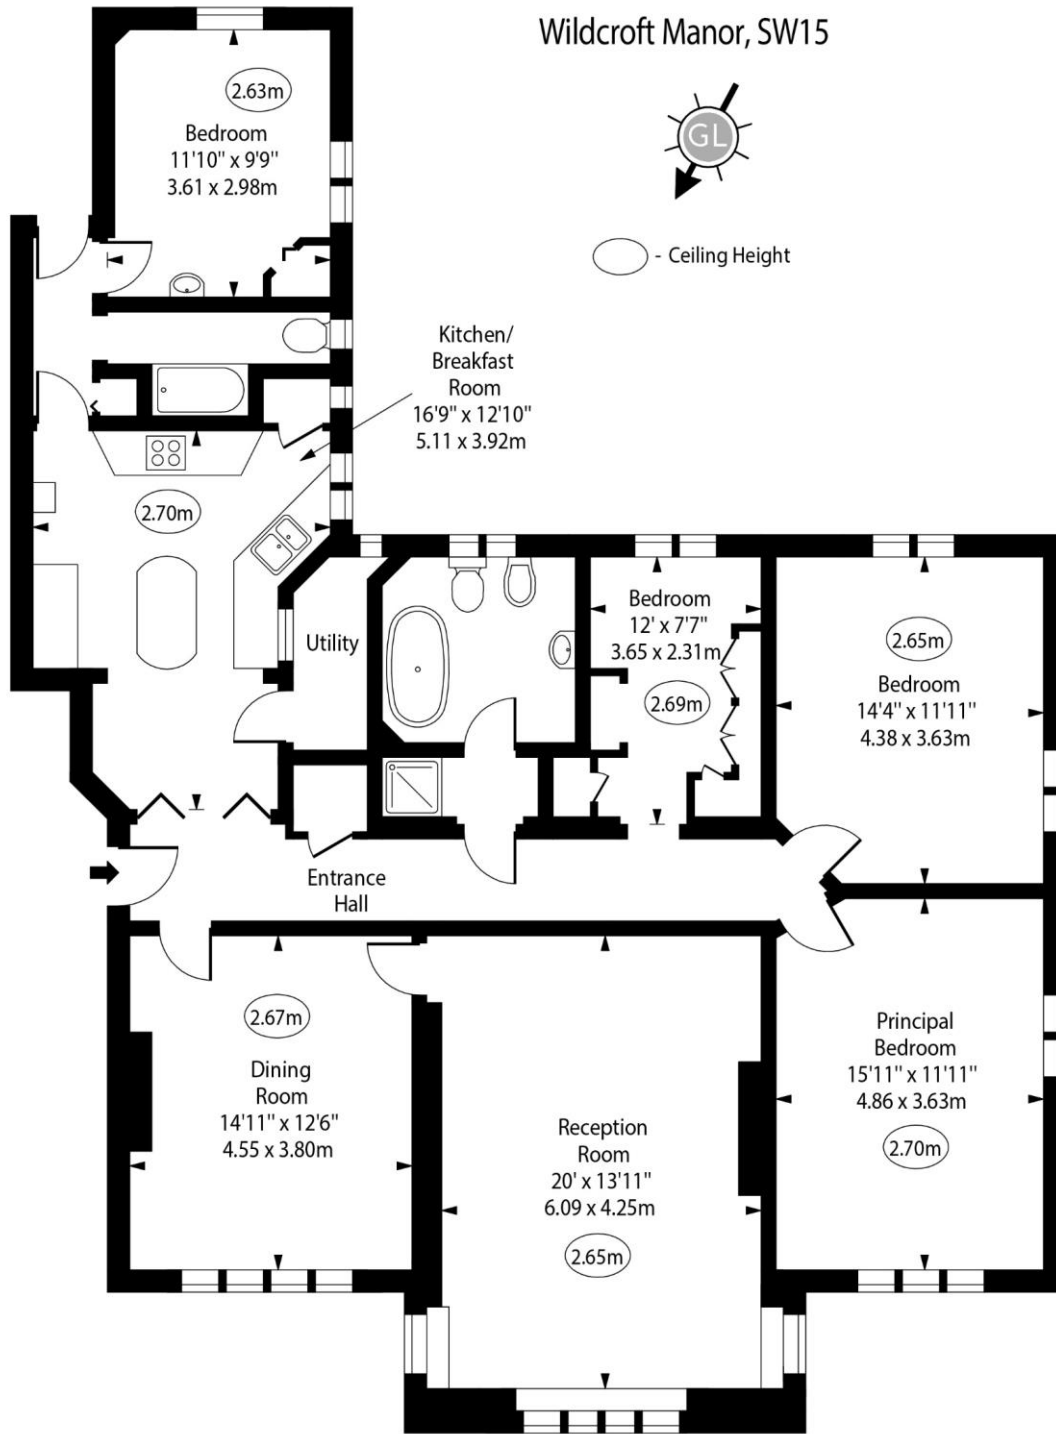 Wildcroft Manor, SW15
GL
- Ceiling Height
2.63m
Bedroom
11'10" x 9'9"
3.61 x 2.98m
Kitchen/
Breakfast
Room
16'9" x 12'10"
5.11 x 3.92m
2.70m
Utility
Bedroom
12' x 7'7"
3.65 x 2.31m
2.69m
2.65m
Bedroom
14'4" x 11'11"
4.38 x 3.63m
Entrance
Hall
2.67m
Dining
Room
14'11" x 12'6"
4.55 x 3.80m
Reception
Room
20' x 13'11"
6.09 x 4.25m
2.65m
Principal
Bedroom
15'11" x 11'11"
4.86 x 3.63m
2.70m